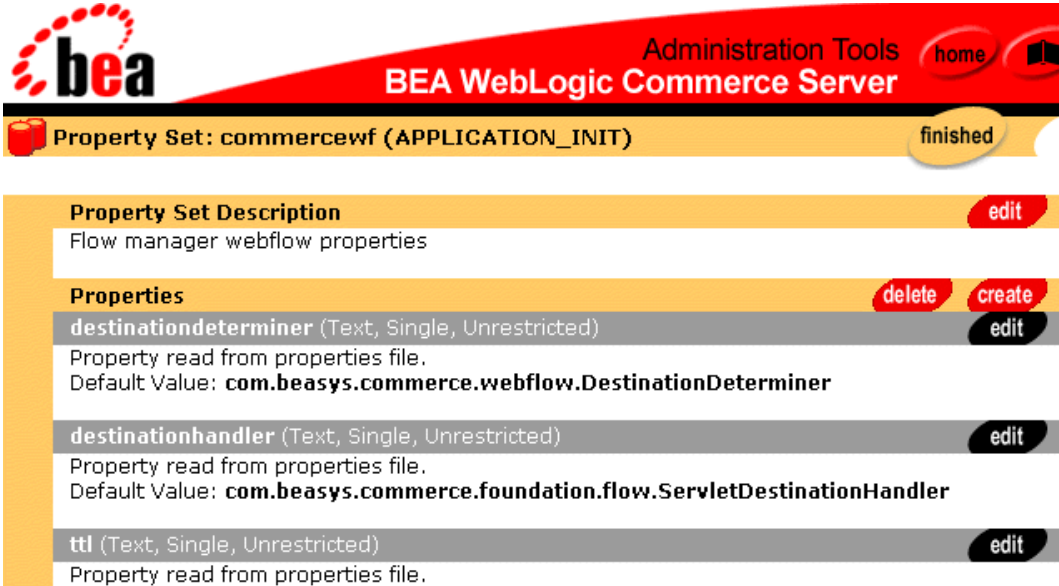 bea
Administration Tools
BEA WebLogic Commerce Server
home
Property Set: commercewf (APPLICATION_INIT)
finished
Property Set Description
edit
Flow manager webflow properties
Properties
delete
create
destinationdeterminer (Text, Single, Unrestricted)
edit
Property read from properties file.
Default Value: com.beasys.commerce.webflow.DestinationDeterminer
destinationhandler (Text, Single, Unrestricted)
edit
Property read from properties file.
Default Value: com.beasys.commerce.foundation.flow.ServletDestinationHandler
ttl (Text, Single, Unrestricted)
edit
Property read from properties file.